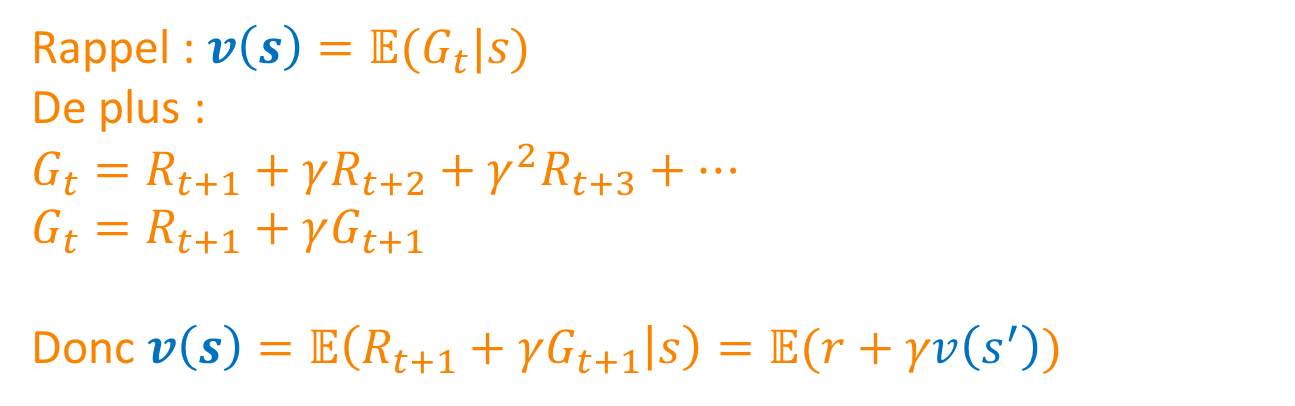 Rappel : v(s) = 𝔼(G_t|s)
De plus :
G_t = R_{t+1} + γR_{t+2} + γ²R_{t+3} + ⋯
G_t = R_{t+1} + γG_{t+1}
Donc v(s) = 𝔼(R_{t+1} + γG_{t+1}|s) = 𝔼(r + γv(s′))